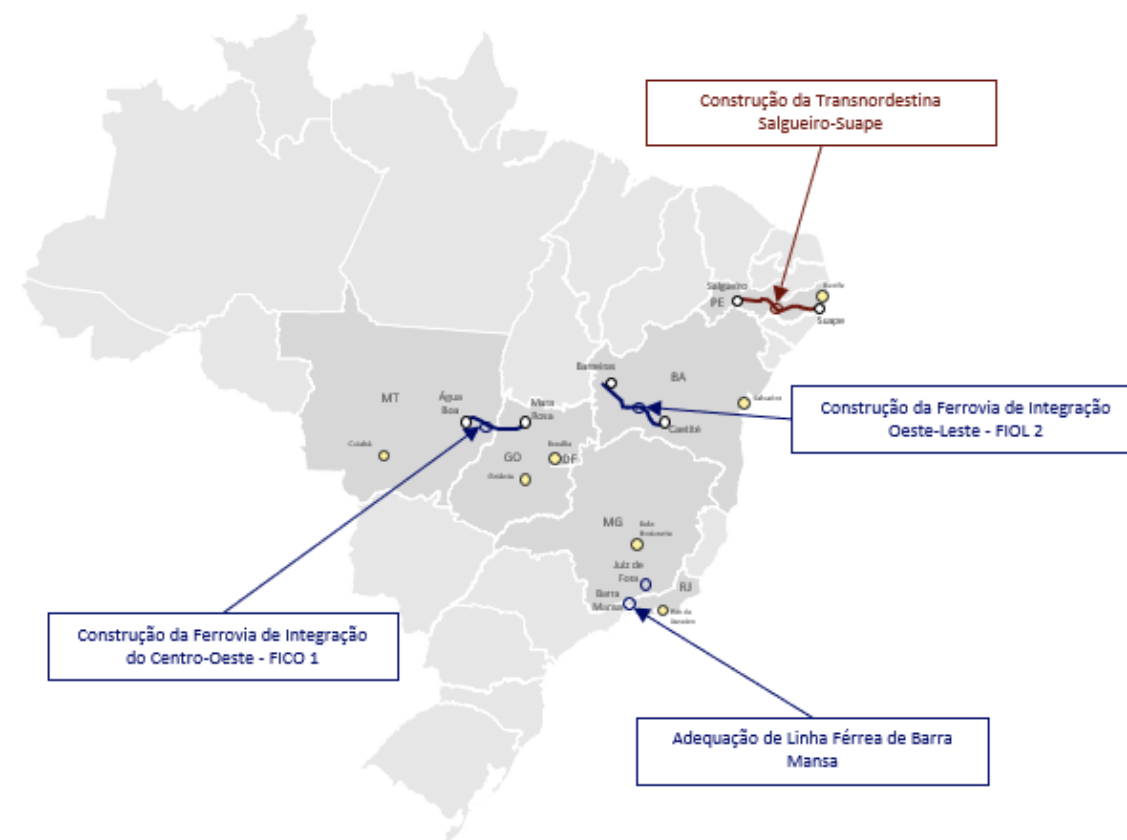 Construção da Transnordestina
Salgueiro-Suape
Salgueiro
PE
Recife
Suape
Barreiras
BA
Salvador
Construção da Ferrovia de Integração
Oeste-Leste - FIOL 2
Caetité
MT
Água
Boa
Mara
Rosa
Cuiabá
GO
Brasília
DF
Goiânia
MG
Belo
Horizonte
Juiz de
Fora
RJ
Barra
Mansa
Rio de
Janeiro
Construção da Ferrovia de Integração
do Centro-Oeste - FICO 1
Adequação de Linha Férrea de Barra
Mansa